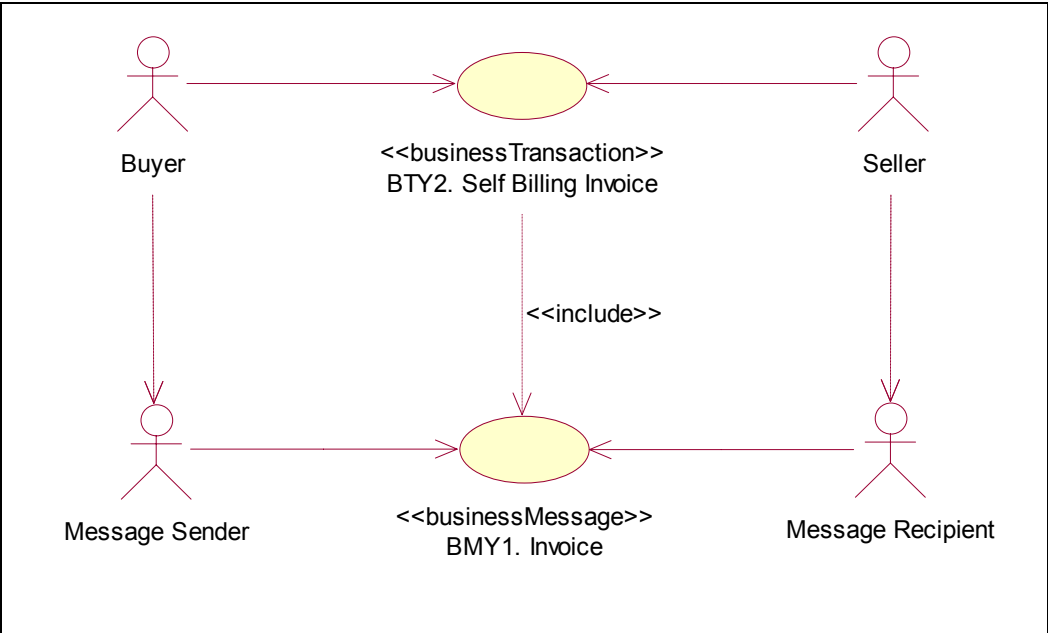 Buyer
<<businessTransaction>>
BTY2. Self Billing Invoice
Seller
<<include>>
Message Sender
<<businessMessage>>
BMY1. Invoice
Message Recipient